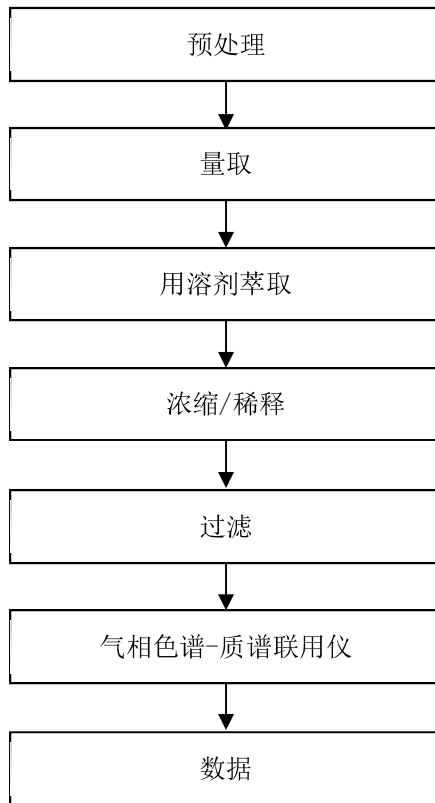 预处理
量取
用溶剂萃取
浓缩/稀释
过滤
气相色谱-质谱联用仪
数据